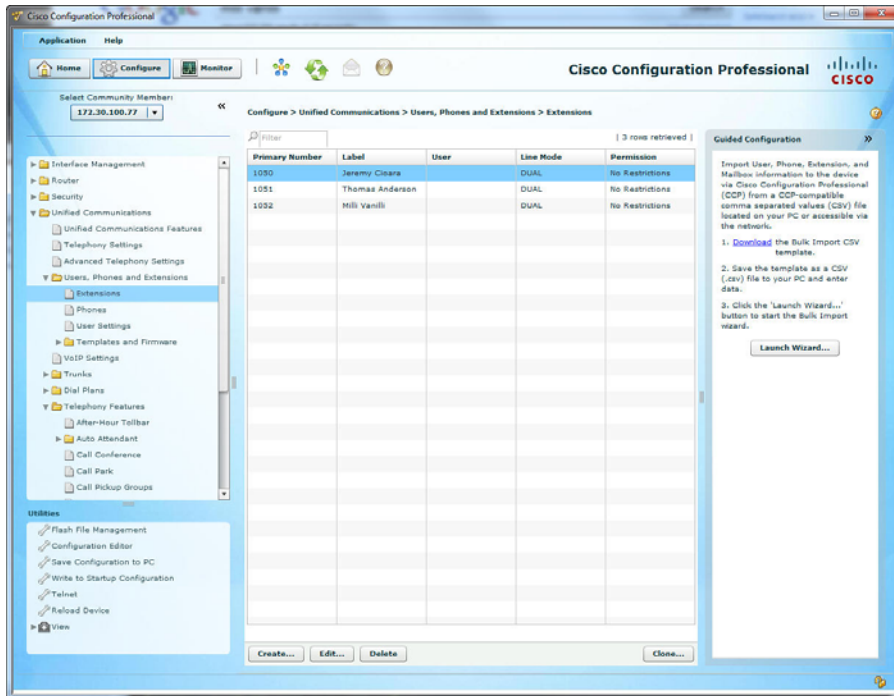 Cisco Configuration Professional
Application Help
Home Configure Monitor
Cisco Configuration Professional
CISCO
Select Community Member:
172.30.100.77
«
Configure > Unified Communications > Users, Phones and Extensions > Extensions
Filter
| 3 rows retrieved |
Primary Number Label User Line Mode Permission
1050 Jeremy Cioara DUAL No Restrictions
1051 Thomas Anderson DUAL No Restrictions
1052 Milli Vanilli DUAL No Restrictions
Interface Management
Router
Security
Unified Communications
Unified Communications Features
Telephony Settings
Advanced Telephony Settings
Users, Phones and Extensions
Extensions
Phones
User Settings
Templates and Firmware
VoIP Settings
Trunks
Dial Plans
Telephony Features
After-Hour Tollbar
Auto Attendant
Call Conference
Call Park
Call Pickup Groups
Utilities
Flash File Management
Configuration Editor
Save Configuration to PC
Write to Startup Configuration
Telnet
Reload Device
View
Create... Edit... Delete Clone...
Guided Configuration »
Import User, Phone, Extension, and
Mailbox information to the device
via Cisco Configuration Professional
(CCP) from a CCP-compatible
comma separated values (CSV) file
located on your PC or accessible via
the network.
1. Download the Bulk Import CSV
template.
2. Save the template as a CSV
(.csv) file to your PC and enter
data.
3. Click the 'Launch Wizard...'
button to start the Bulk Import
wizard.
Launch Wizard...